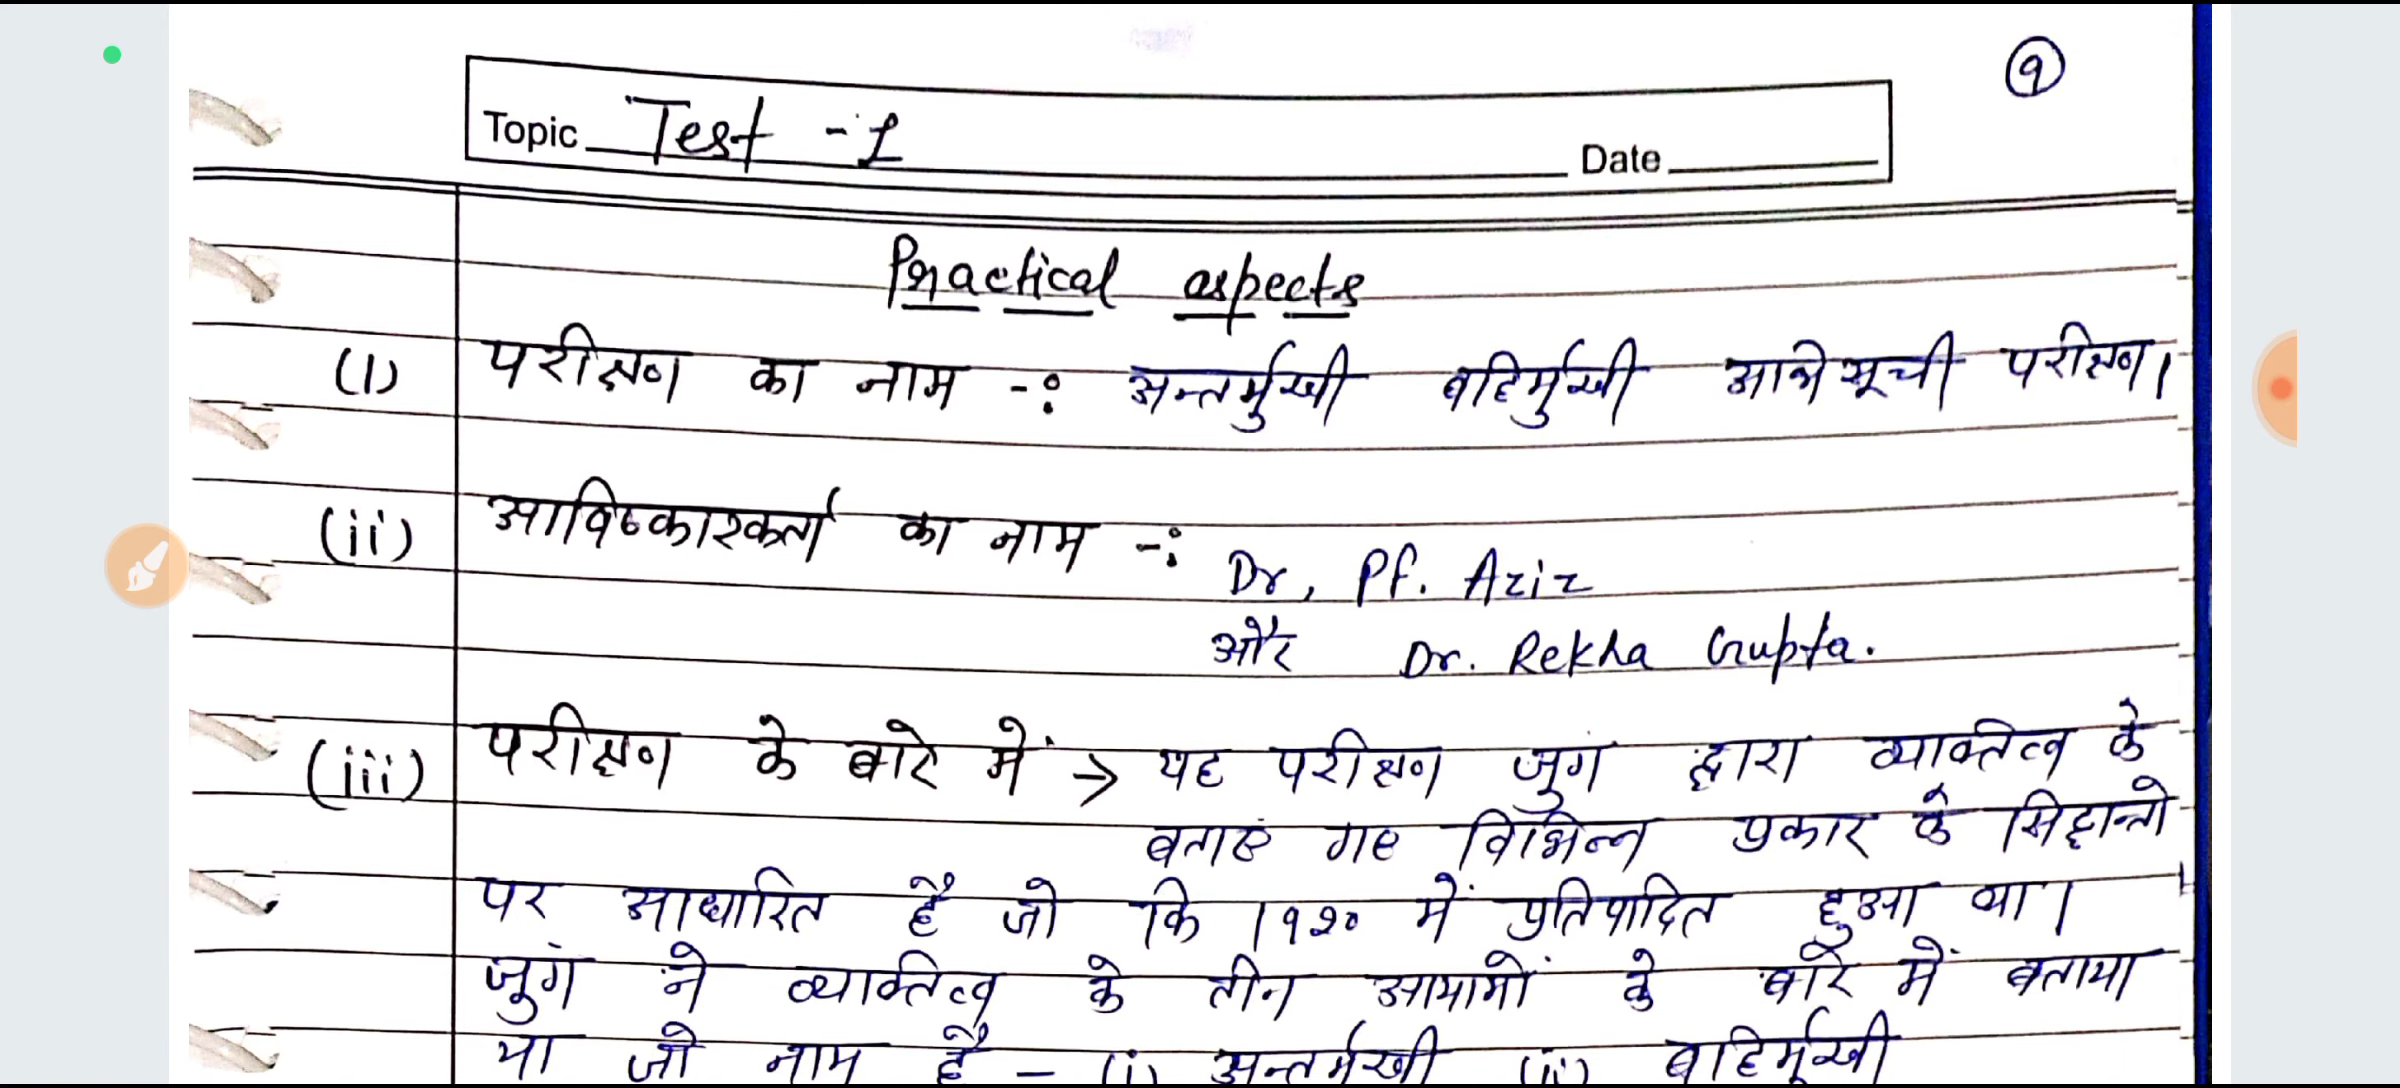 १
Topic Test - 1 Date
Practical aspects
(i) परीक्षण का नाम -: अन्तर्मुखी बहिर्मुखी परीक्षण।
(ii) आविष्कारकर्ता का नाम -:
Dr, Pf. Aziz
और Dr. Rekha Gupta.
(iii) परीक्षण के बारे में → यह परीक्षण जुंग द्वारा व्यक्तित्व के
बताए गए विभिन्न प्रकार के सिद्दान्तो
पर आधारित है जो कि 1920 में प्रतिपादित हुआ था।
जुंग ने व्यक्तित्व के तीन आयामों के बारे में बताया
था जो नाम है - (i) अन्तर्मुखी (ii) बाहिर्मूखी